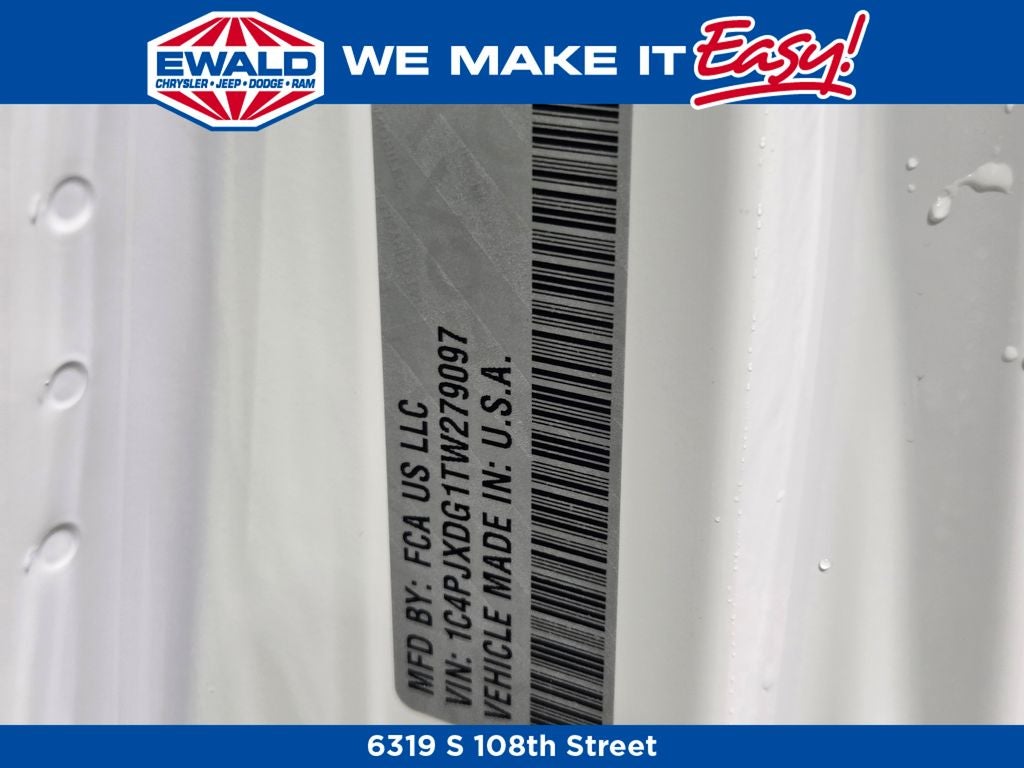 EWALD
CHRYSLER • JEEP • DODGE • RAM
WE MAKE IT Easy!
MFD BY: FCA US LLC
VIN: 1C4PJXDG1TW279097
VEHICLE MADE IN: U.S.A.
6319 S 108th Street